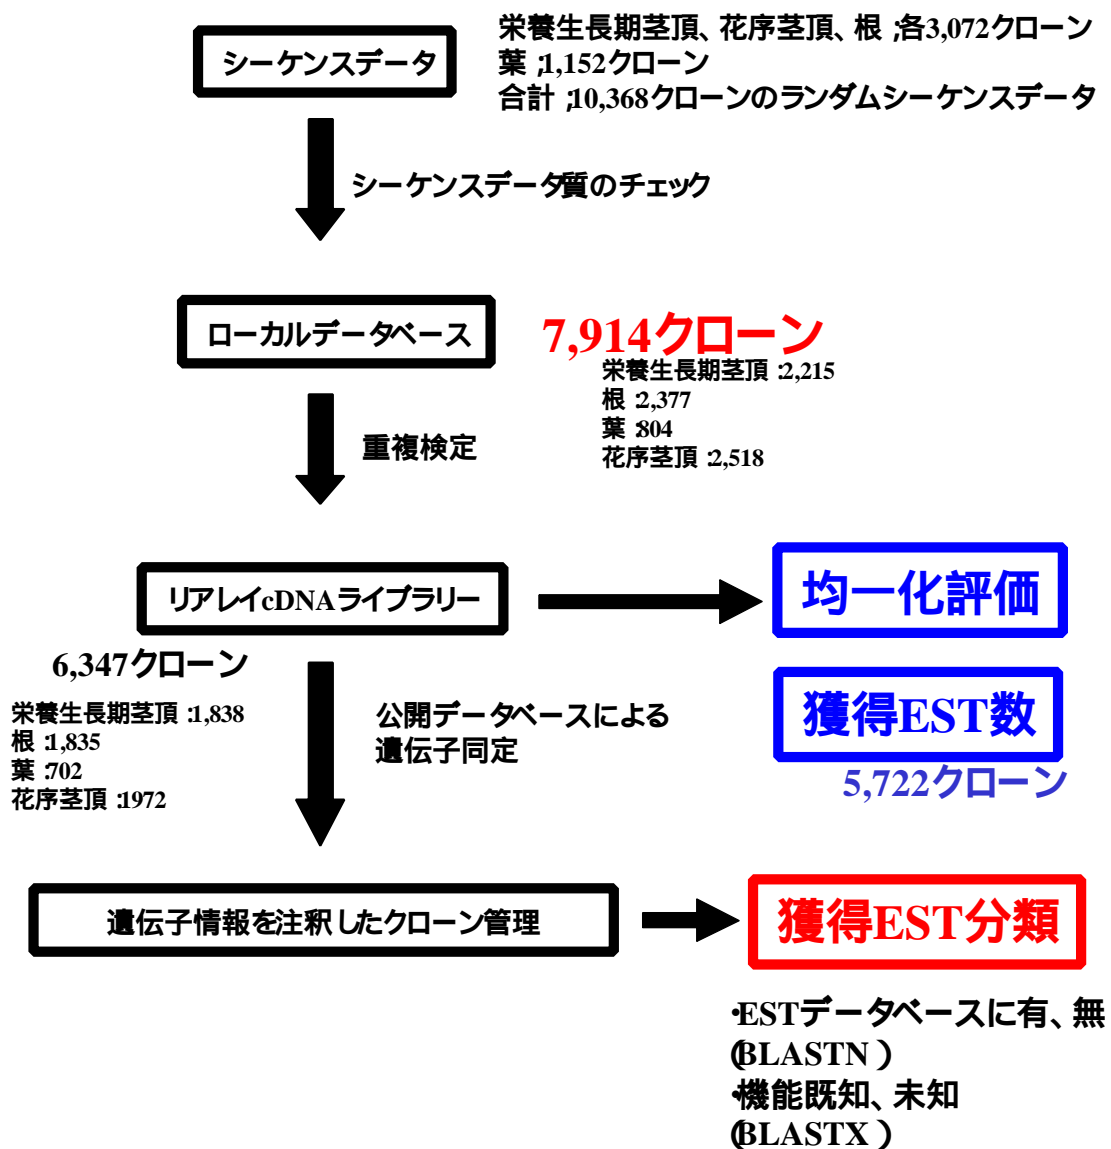 栄養生長期茎頂、花序茎頂、根 ;各3,072クローン
葉 ;1,152クローン
合計 ;10,368クローンのランダムシーケンスデータ
シーケンスデータ
シーケンスデータ質のチェック
ローカルデータベース
7,914クローン
栄養生長期茎頂 :2,215
根 :2,377
葉 :804
花序茎頂 :2,518
重複検定
リアレイcDNAライブラリー
均一化評価
6,347クローン
栄養生長期茎頂 :1,838
根 :1,835
葉 :702
花序茎頂 :1972
公開データベースによる
遺伝子同定
獲得EST数
5,722クローン
遺伝子情報を注釈したクローン管理
獲得EST分類
・ESTデータベースに有、無
(BLASTN )
・機能既知、未知
(BLASTX )